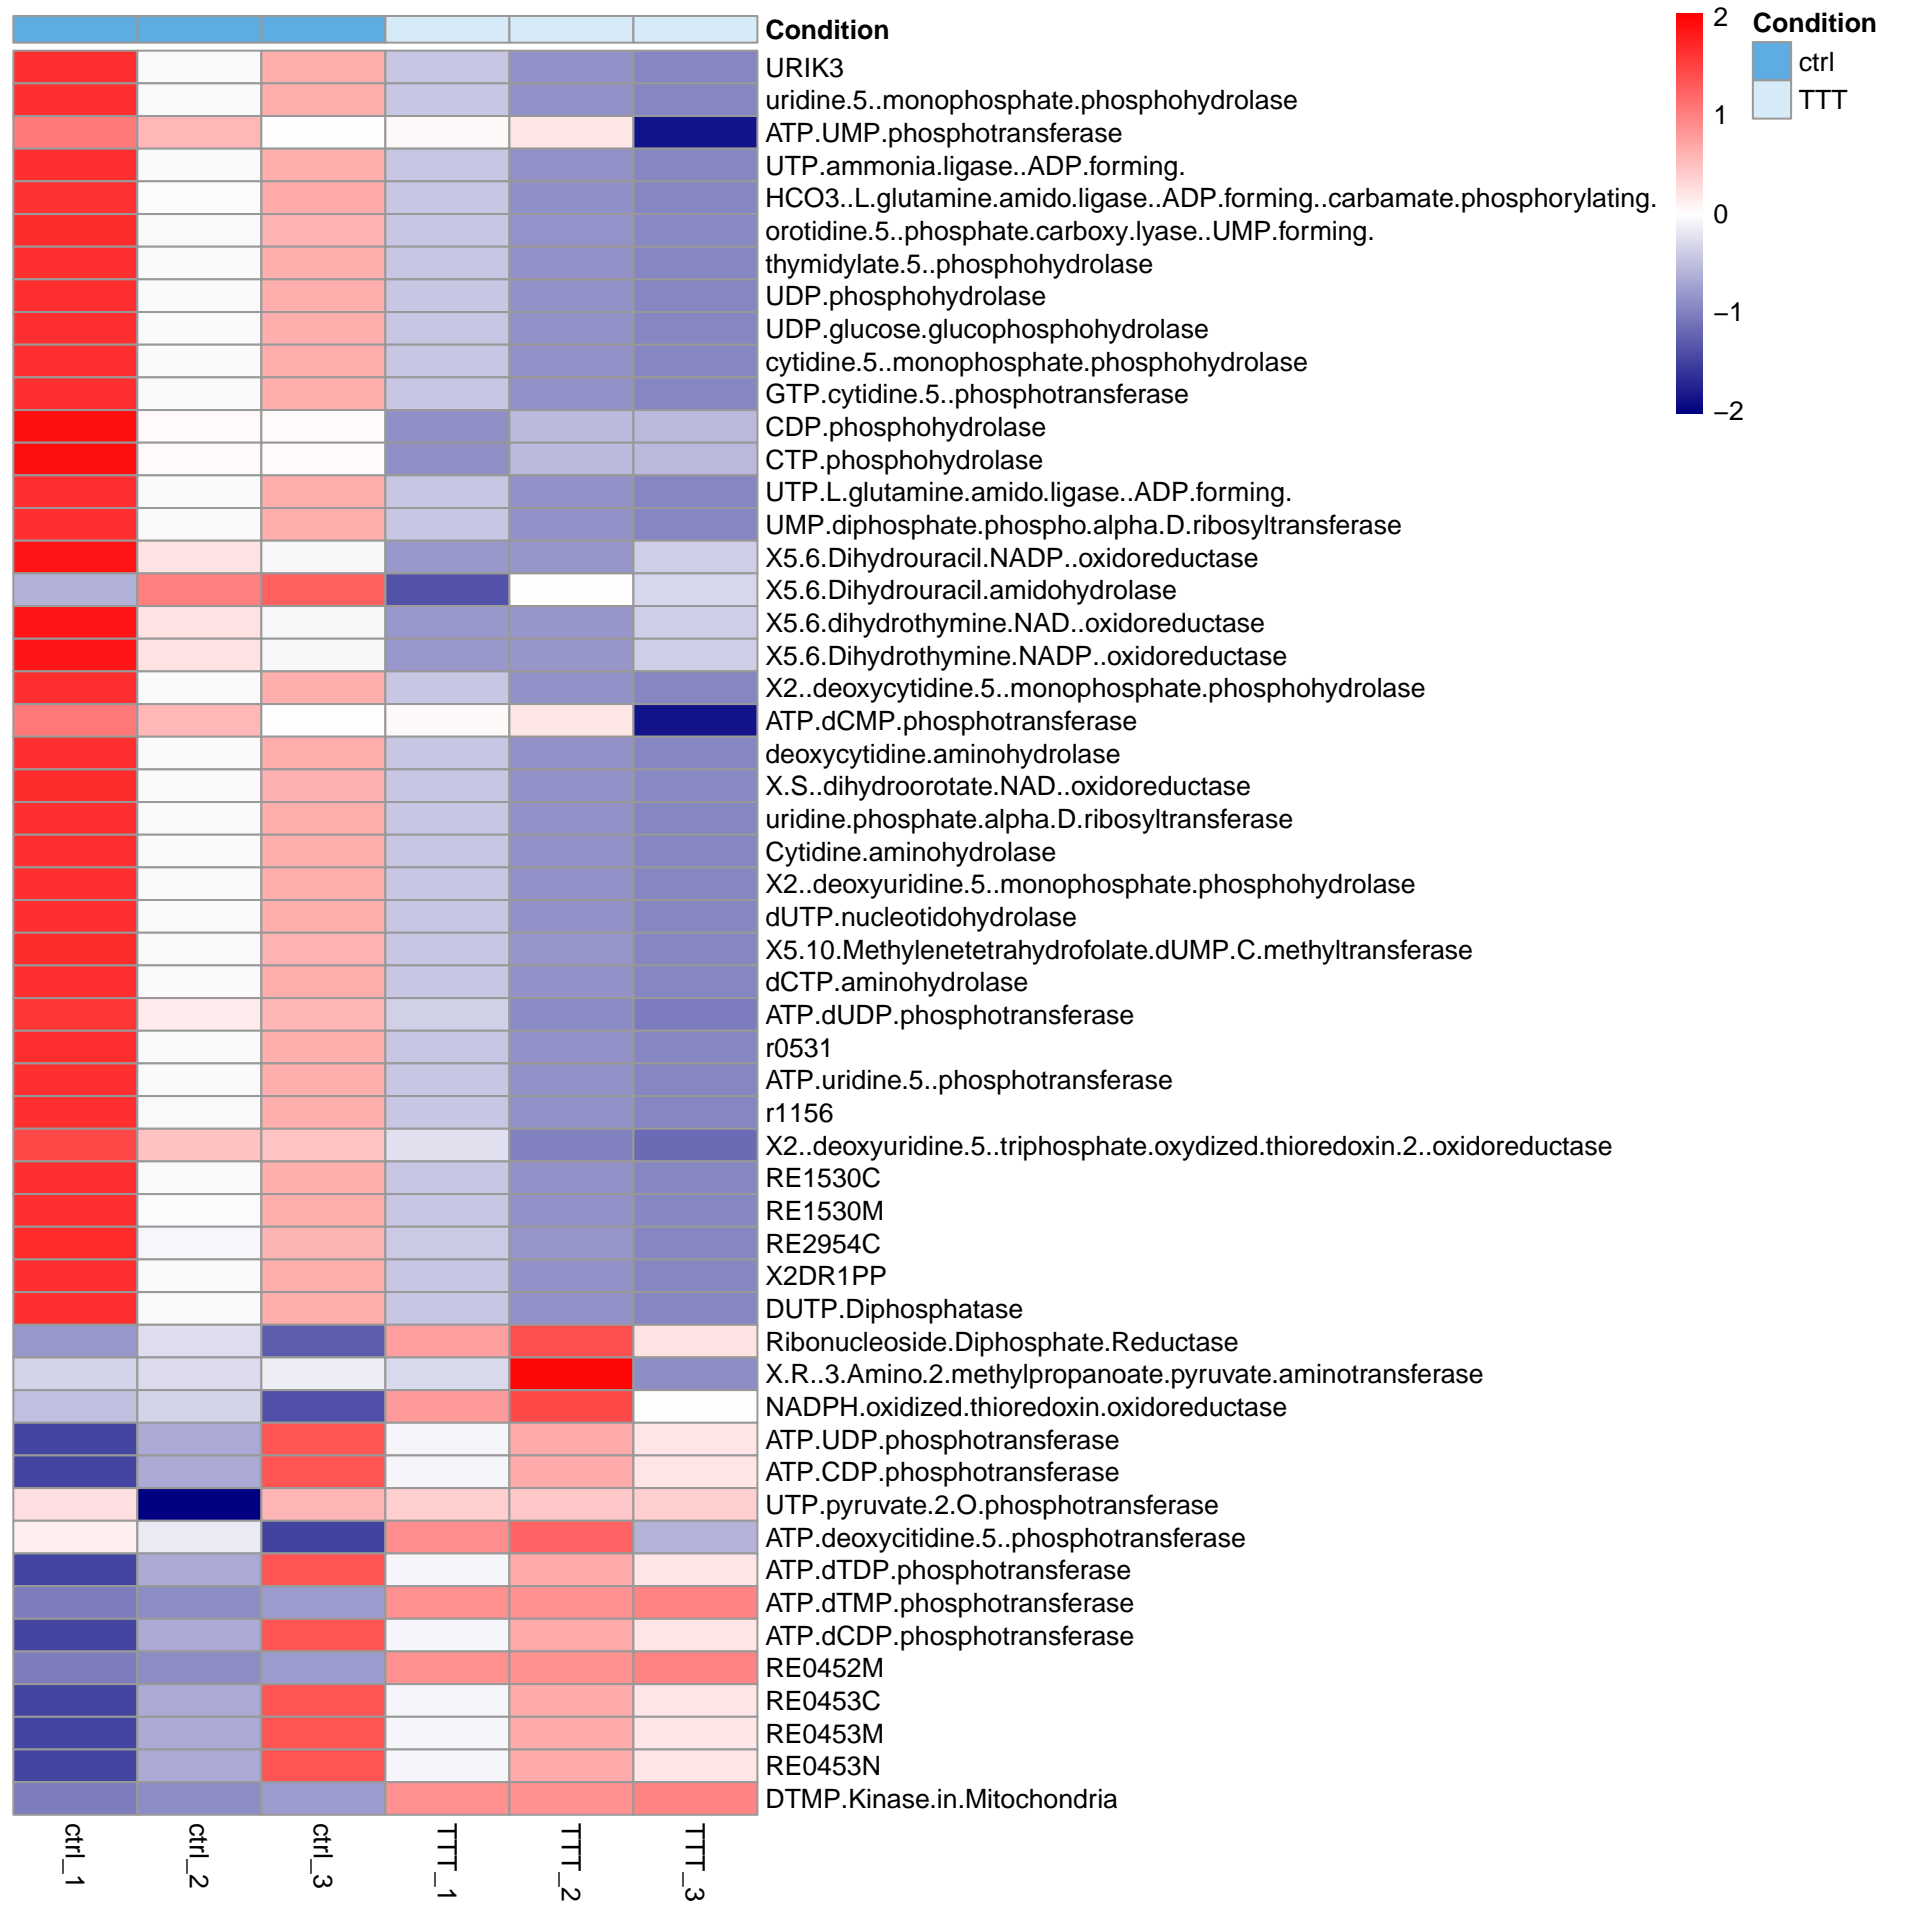 Condition
URIK3
uridine.5..monophosphate.phosphohydrolase
ATP.UMP.phosphotransferase
UTP.ammonia.ligase..ADP.forming.
HCO3..L.glutamine.amido.ligase..ADP.forming..carbamate.phosphorylating.
orotidine.5..phosphate.carboxy.lyase..UMP.forming.
thymidylate.5..phosphohydrolase
UDP.phosphohydrolase
UDP.glucose.glucophosphohydrolase
cytidine.5..monophosphate.phosphohydrolase
GTP.cytidine.5..phosphotransferase
CDP.phosphohydrolase
CTP.phosphohydrolase
UTP.L.glutamine.amido.ligase..ADP.forming.
UMP.diphosphate.phospho.alpha.D.ribosyltransferase
X5.6.Dihydrouracil.NADP..oxidoreductase
X5.6.Dihydrouracil.amidohydrolase
X5.6.dihydrothymine.NAD..oxidoreductase
X5.6.Dihydrothymine.NADP..oxidoreductase
X2..deoxycytidine.5..monophosphate.phosphohydrolase
ATP.dCMP.phosphotransferase
deoxycytidine.aminohydrolase
X.S..dihydroorotate.NAD..oxidoreductase
uridine.phosphate.alpha.D.ribosyltransferase
Cytidine.aminohydrolase
X2..deoxyuridine.5..monophosphate.phosphohydrolase
dUTP.nucleotidohydrolase
X5.10.Methylenetetrahydrofolate.dUMP.C.methyltransferase
dCTP.aminohydrolase
ATP.dUDP.phosphotransferase
r0531
ATP.uridine.5..phosphotransferase
r1156
X2..deoxyuridine.5..triphosphate.oxydized.thioredoxin.2..oxidoreductase
RE1530C
RE1530M
RE2954C
X2DR1PP
DUTP.Diphosphatase
Ribonucleoside.Diphosphate.Reductase
X.R..3.Amino.2.methylpropanoate.pyruvate.aminotransferase
NADPH.oxidized.thioredoxin.oxidoreductase
ATP.UDP.phosphotransferase
ATP.CDP.phosphotransferase
UTP.pyruvate.2.O.phosphotransferase
ATP.deoxycitidine.5..phosphotransferase
ATP.dTDP.phosphotransferase
ATP.dTMP.phosphotransferase
ATP.dCDP.phosphotransferase
RE0452M
RE0453C
RE0453M
RE0453N
DTMP.Kinase.in.Mitochondria
ctrl_1
ctrl_2
ctrl_3
TTT_1
TTT_2
TTT_3
2
1
0
−1
−2
Condition
ctrl
TTT